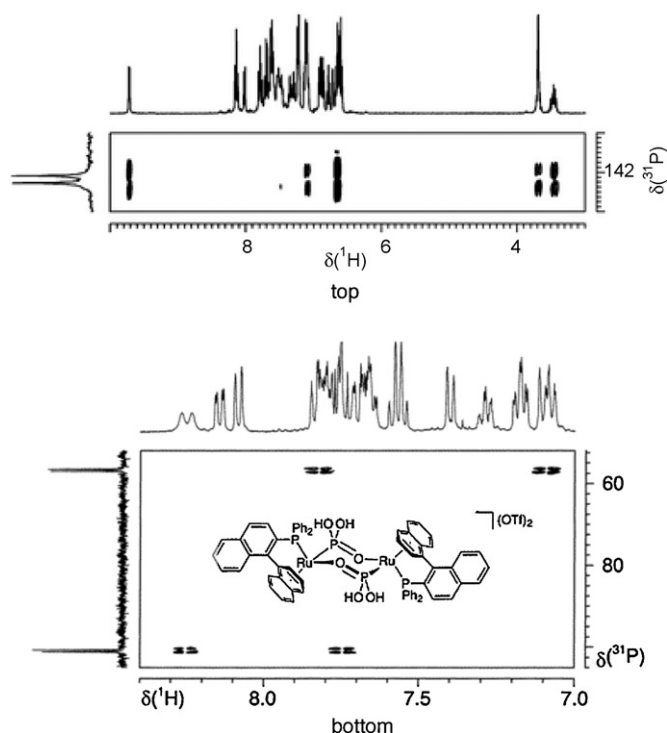 142
δ(³¹P)
8
6
4
δ(¹H)
top
60
80
δ(³¹P)
Ph₂
HO OH
P
P
O
Ru
Ru
O
P
P
HO OH
Ph₂
(OTf)₂
δ(¹H)
8.0
7.5
7.0
bottom